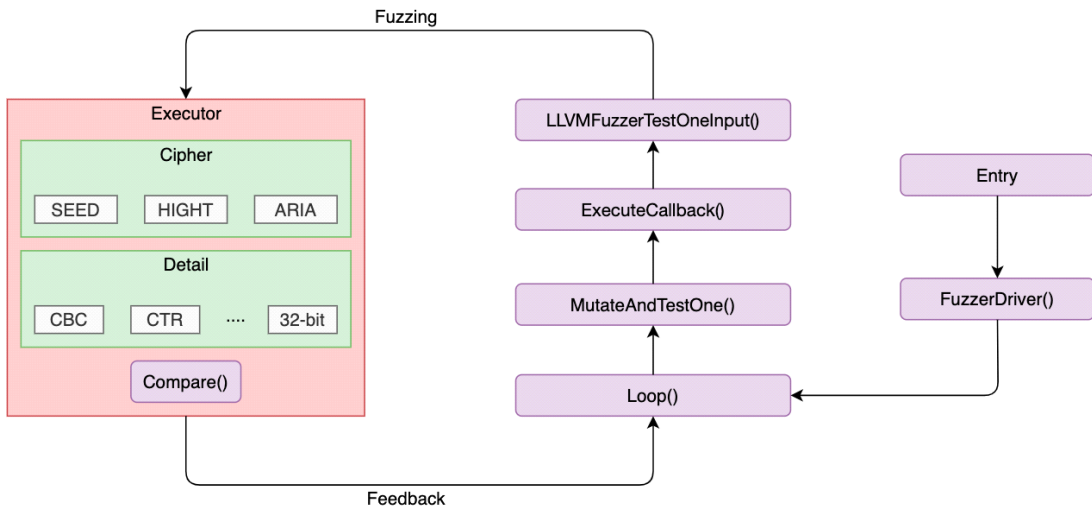 Fuzzing
Executor
Cipher
SEED HIGHT ARIA
Detail
CBC CTR .... 32-bit
Compare()
LLVMFuzzerTestOneInput()
ExecuteCallback()
MutateAndTestOne()
Loop()
Entry
FuzzerDriver()
Feedback